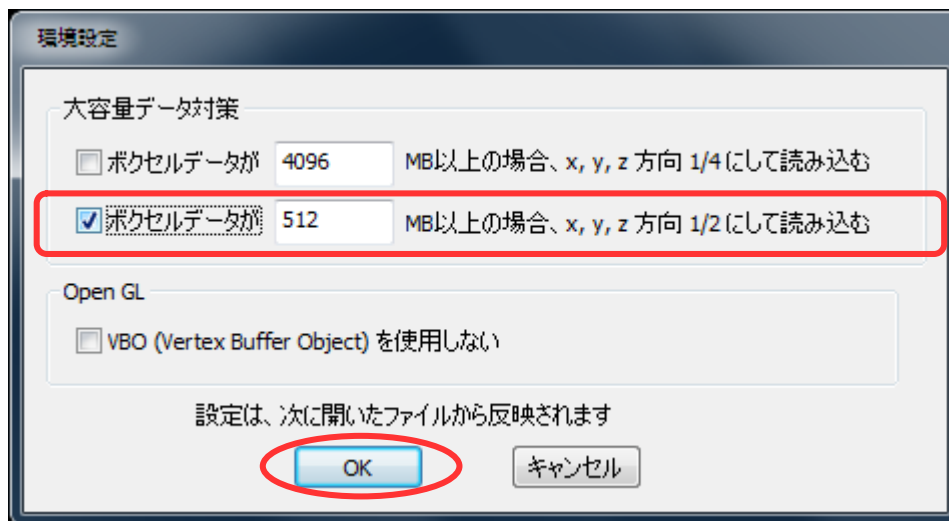 環境設定
大容量データ対策
ボクセルデータが 4096 MB以上の場合、x, y, z 方向 1/4 にして読み込む
ボクセルデータが 512 MB以上の場合、x, y, z 方向 1/2 にして読み込む
Open GL
VBO (Vertex Buffer Object) を使用しない
設定は、次に開いたファイルから反映されます
OK キャンセル